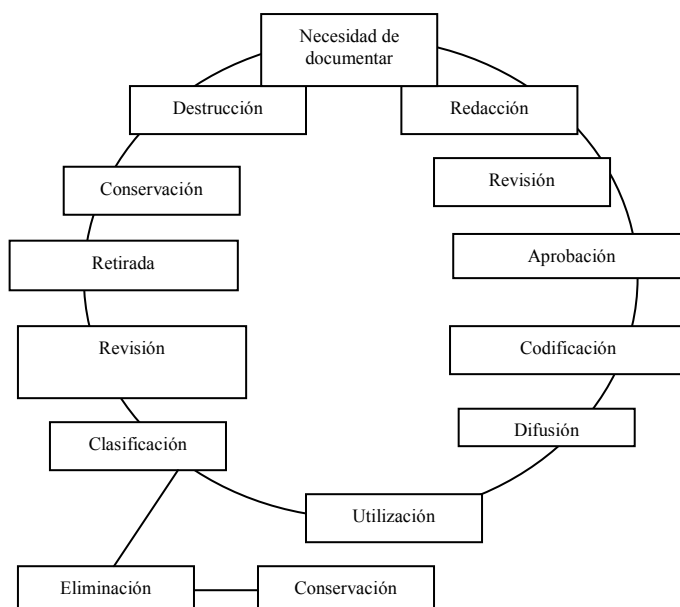 Necesidad de
documentar
Destrucción
Redacción
Conservación
Revisión
Retirada
Aprobación
Revisión
Codificación
Clasificación
Difusión
Utilización
Eliminación
Conservación